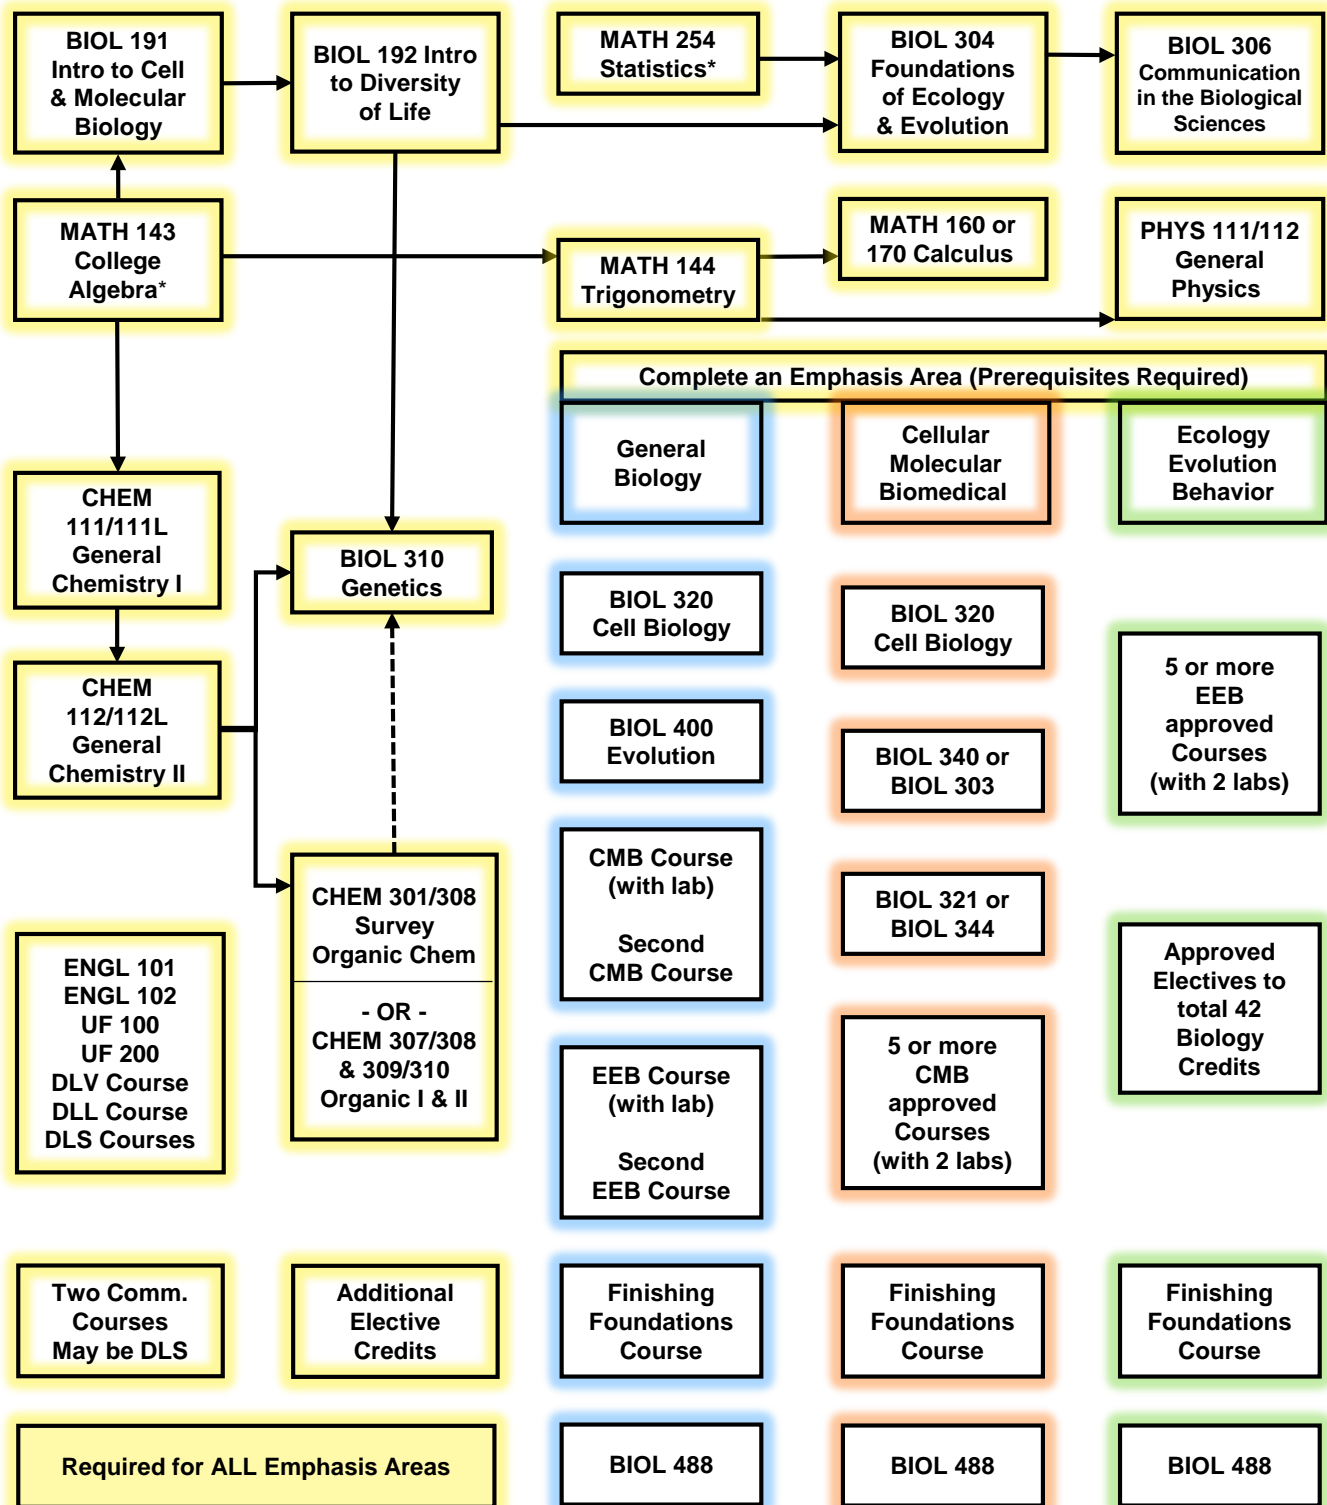 BIOL 191
Intro to Cell
& Molecular
Biology
BIOL 192 Intro
to Diversity
of Life
MATH 254
Statistics*
BIOL 304
Foundations
of Ecology
& Evolution
BIOL 306
Communication
in the Biological
Sciences
MATH 143
College
Algebra*
MATH 144
Trigonometry
MATH 160 or
170 Calculus
PHYS 111/112
General
Physics
Complete an Emphasis Area (Prerequisites Required)
General
Biology
Cellular
Molecular
Biomedical
Ecology
Evolution
Behavior
CHEM
111/111L
General
Chemistry I
BIOL 310
Genetics
CHEM
112/112L
General
Chemistry II
CHEM 301/308
Survey
Organic Chem
- OR -
CHEM 307/308
& 309/310
Organic I & II
ENGL 101
ENGL 102
UF 100
UF 200
DLV Course
DLL Course
DLS Courses
Two Comm.
Courses
May be DLS
Additional
Elective
Credits
Required for ALL Emphasis Areas
BIOL 320
Cell Biology
BIOL 400
Evolution
CMB Course
(with lab)
Second
CMB Course
EEB Course
(with lab)
Second
EEB Course
Finishing
Foundations
Course
BIOL 488
BIOL 320
Cell Biology
BIOL 340 or
BIOL 303
BIOL 321 or
BIOL 344
5 or more
CMB
approved
Courses
(with 2 labs)
Finishing
Foundations
Course
BIOL 488
5 or more
EEB
approved
Courses
(with 2 labs)
Approved
Electives to
total 42
Biology
Credits
Finishing
Foundations
Course
BIOL 488